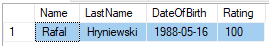 Name LastName DateOfBirth Rating
1 Rafal Hryniewski 1988-05-16 100